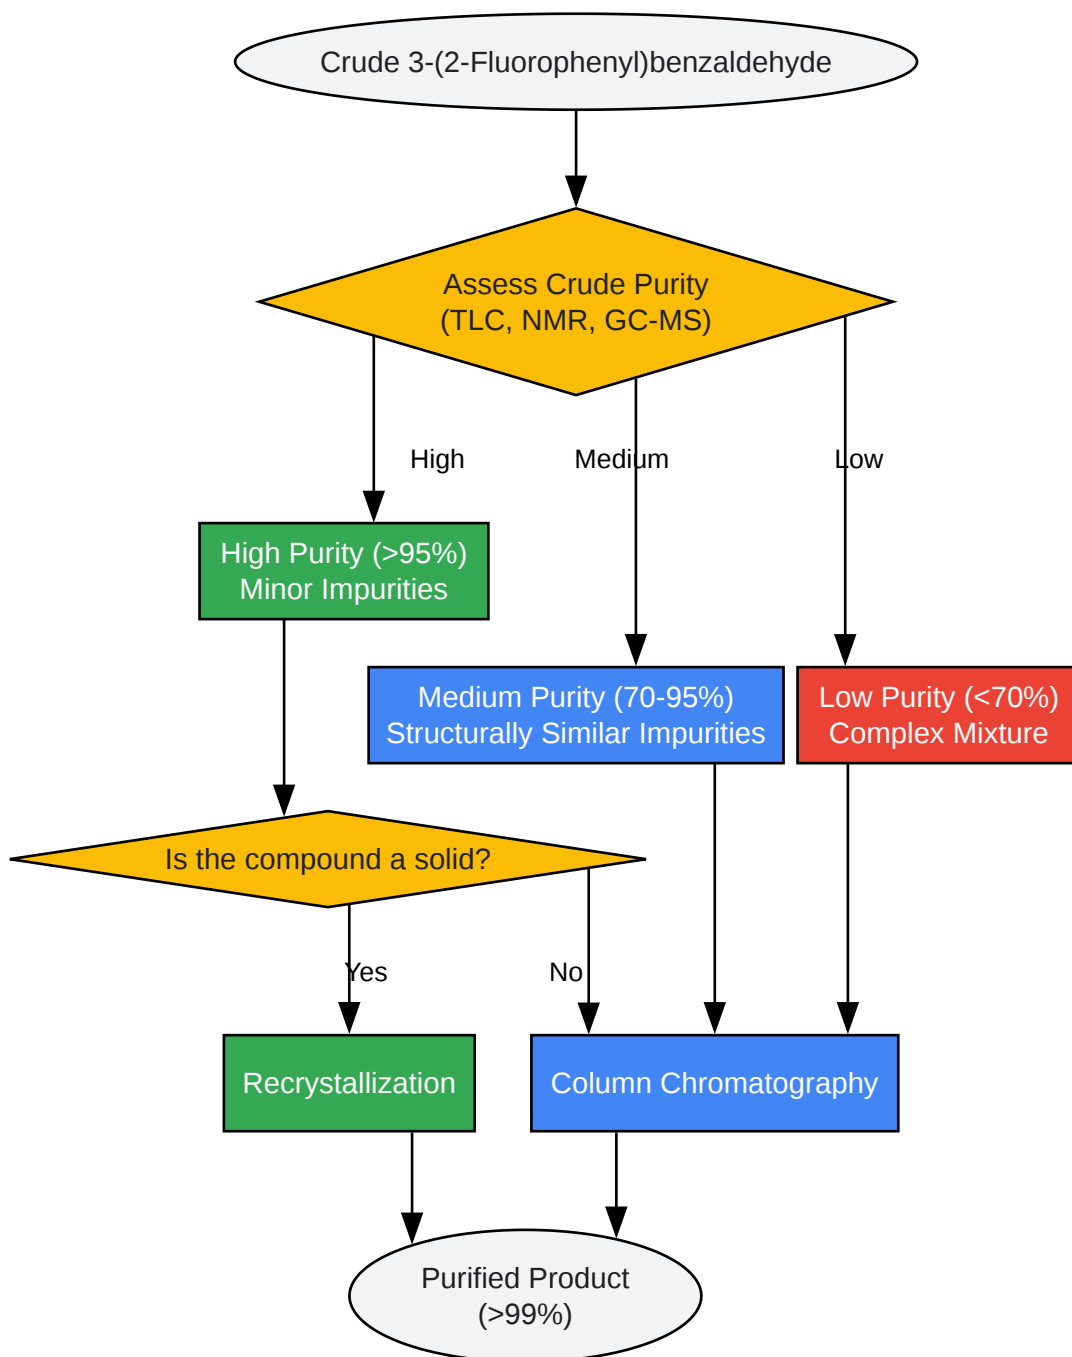 Crude 3-(2-Fluorophenyl)benzaldehyde
Assess Crude Purity
(TLC, NMR, GC-MS)
High
Medium
Low
High Purity (>95%)
Minor Impurities
Medium Purity (70-95%)
Structurally Similar Impurities
Low Purity (<70%)
Complex Mixture
Is the compound a solid?
Yes
No
Recrystallization
Column Chromatography
Purified Product
(>99%)